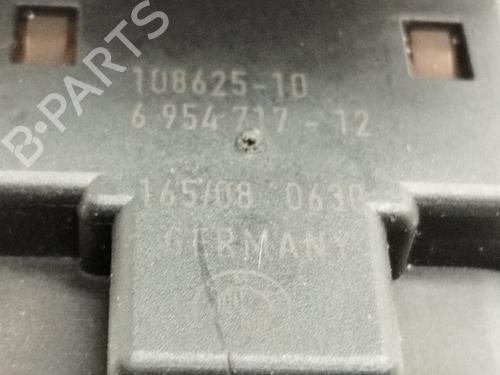 B-PARTS
108625-10
6 954 717 - 12
165/08 0630
GERMANY